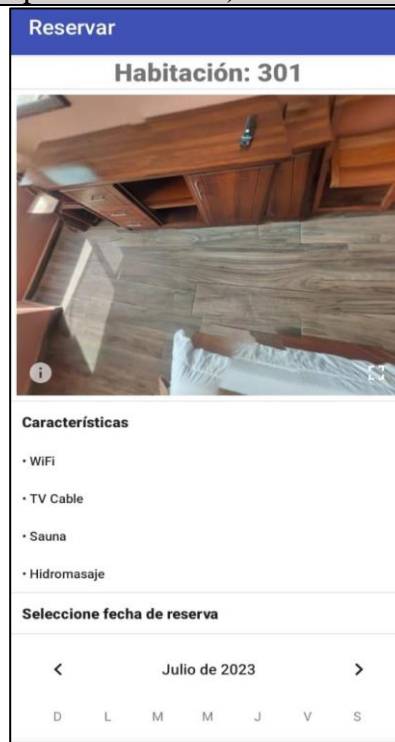 Reservar
Habitación: 301
Características
• WiFi
• TV Cable
• Sauna
• Hidromasaje
Seleccione fecha de reserva
< Julio de 2023 >
D L M M J V S